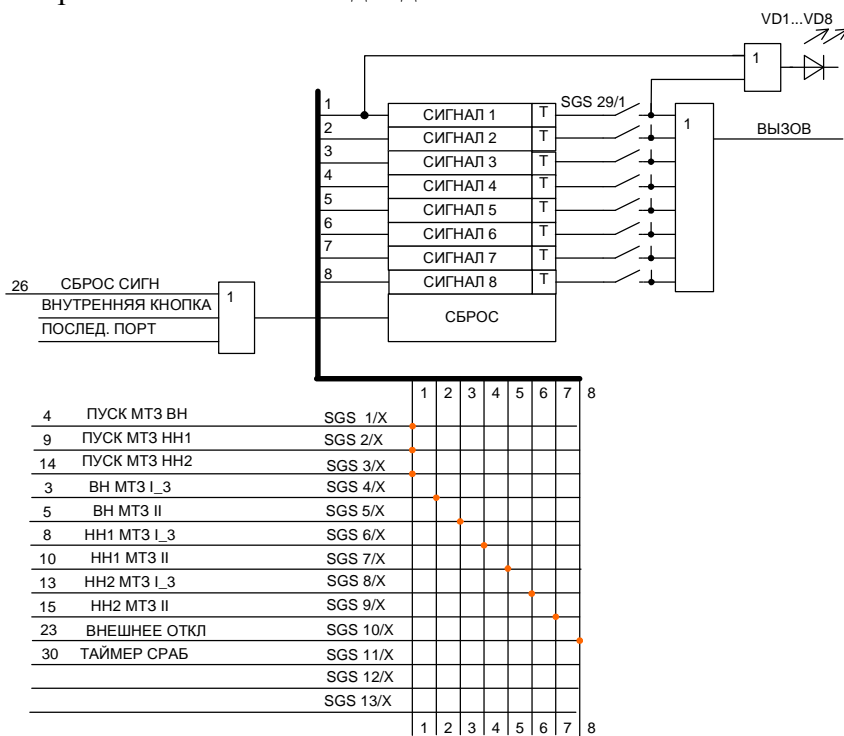 VD1...VD8
1
1 СИГНАЛ 1 T SGS 29/1
2 СИГНАЛ 2 T 1 ВЫЗОВ
3 СИГНАЛ 3 T
4 СИГНАЛ 4 T
5 СИГНАЛ 5 T
6 СИГНАЛ 6 T
7 СИГНАЛ 7 T
8 СИГНАЛ 8 T
26 СБРОС СИГН 1
ВНУТРЕННЯЯ КНОПКА
СБРОС
ПОСЛЕД. ПОРТ
1 2 3 4 5 6 7 8
4 ПУСК МТЗ ВН SGS 1/X
9 ПУСК МТЗ НН1 SGS 2/X
14 ПУСК МТЗ НН2 SGS 3/X
3 ВН МТЗ I_3 SGS 4/X
5 ВН МТЗ II SGS 5/X
8 НН1 МТЗ I_3 SGS 6/X
10 НН1 МТЗ II SGS 7/X
13 НН2 МТЗ I_3 SGS 8/X
15 НН2 МТЗ II SGS 9/X
23 ВНЕШНЕЕ ОТКЛ SGS 10/X
30 ТАЙМЕР СРАБ SGS 11/X
SGS 12/X
SGS 13/X
1 2 3 4 5 6 7 8